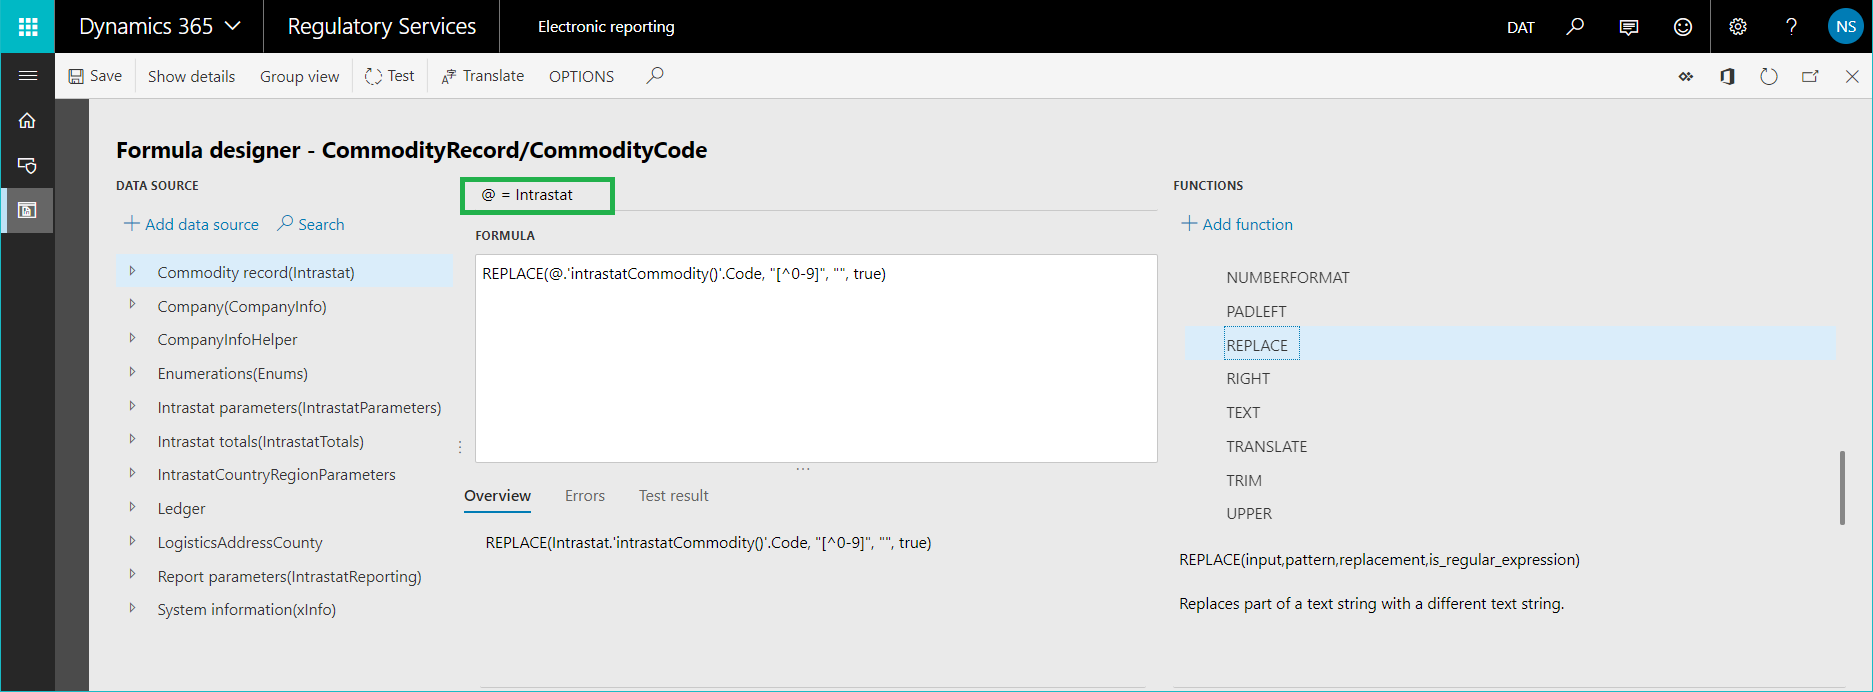 Dynamics 365
Regulatory Services
Electronic reporting
DAT
?
NS
Save
Show details
Group view
Test
Translate
OPTIONS
Formula designer - CommodityRecord/CommodityCode
DATA SOURCE
Add data source
Search
Commodity record(Intrastat)
Company(CompanyInfo)
CompanyInfoHelper
Enumerations(Enums)
Intrastat parameters(IntrastatParameters)
Intrastat totals(IntrastatTotals)
IntrastatCountryRegionParameters
Ledger
LogisticsAddressCounty
Report parameters(IntrastatReporting)
System information(xInfo)
@ = Intrastat
FORMULA
REPLACE(@.'intrastatCommodity()'.Code, "[^0-9]", "", true)
Overview
Errors
Test result
REPLACE(Intrastat.'intrastatCommodity()'.Code, "[^0-9]", "", true)
FUNCTIONS
Add function
NUMBERFORMAT
PADLEFT
REPLACE
RIGHT
TEXT
TRANSLATE
TRIM
UPPER
REPLACE(input,pattern,replacement,is_regular_expression)
Replaces part of a text string with a different text string.